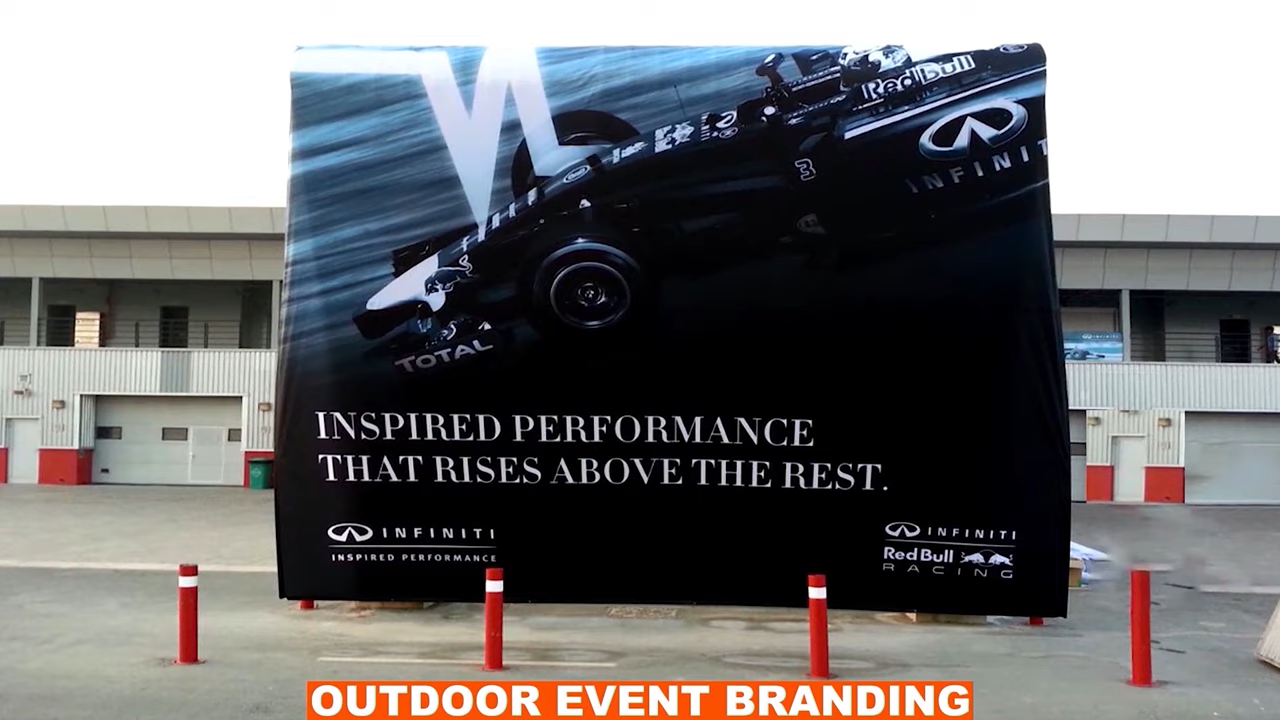 Red Bull
INFINITI
3
TOTAL
INSPIRED PERFORMANCE
THAT RISES ABOVE THE REST.
INFINITI
INSPIRED PERFORMANCE
INFINITI
Red Bull
RACING
OUTDOOR EVENT BRANDING